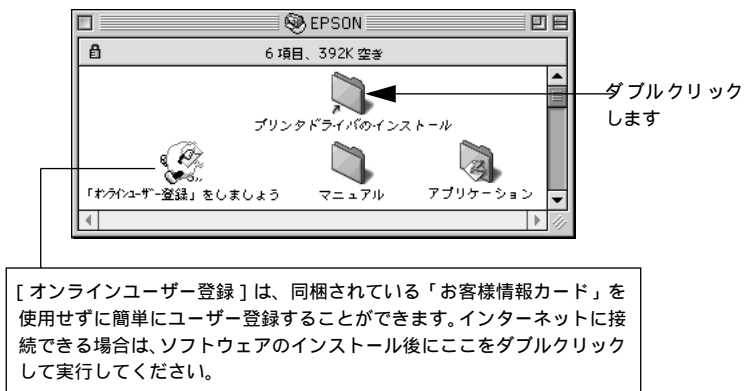 EPSON
6 項目、392K 空き
プリンタドライバのインストール
ダブルクリック
します
「オンラインユーザー登録」をしましょう
マニュアル
アプリケーション
[ オンラインユーザー登録 ] は、同梱されている「お客様情報カード」を
使用せずに簡単にユーザー登録することができます。インターネットに接
続できる場合は、ソフトウェアのインストール後にここをダブルクリック
して実行してください。